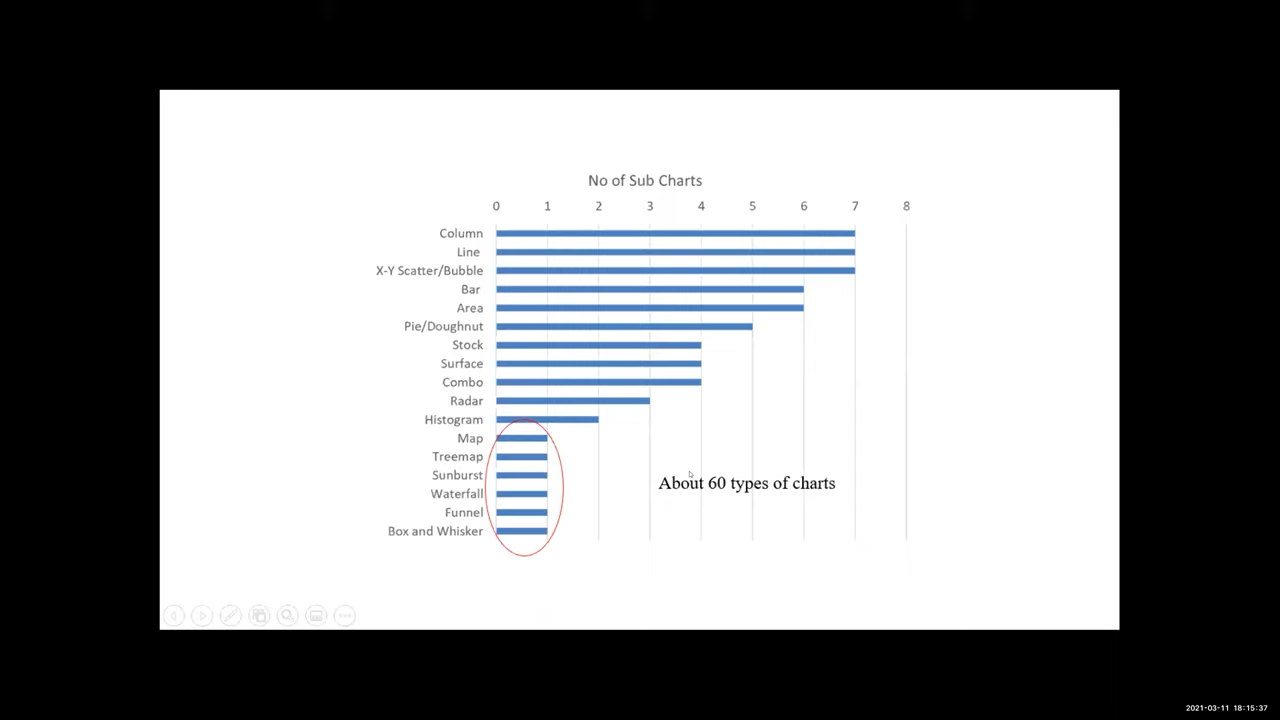 No of Sub Charts
0 1 2 3 4 5 6 7 8
Column
Line
X-Y Scatter/Bubble
Bar
Area
Pie/Doughnut
Stock
Surface
Combo
Radar
Histogram
Map
Treemap
Sunburst
Waterfall
Funnel
Box and Whisker
About 60 types of charts
2021-03-11 18:15:37